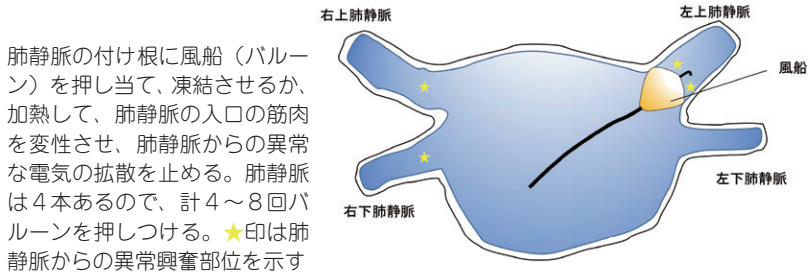 肺静脈の付け根に風船（バルー
ン）を押し当て、凍結させるか、
加熱して、肺静脈の入口の筋肉
を変性させ、肺静脈からの異常
な電気の拡散を止める。肺静脈
は４本あるので、計４〜８回バ
ルーンを押しつける。★印は肺
静脈からの異常興奮部位を示す
右上肺静脈
左上肺静脈
風船
左下肺静脈
右下肺静脈